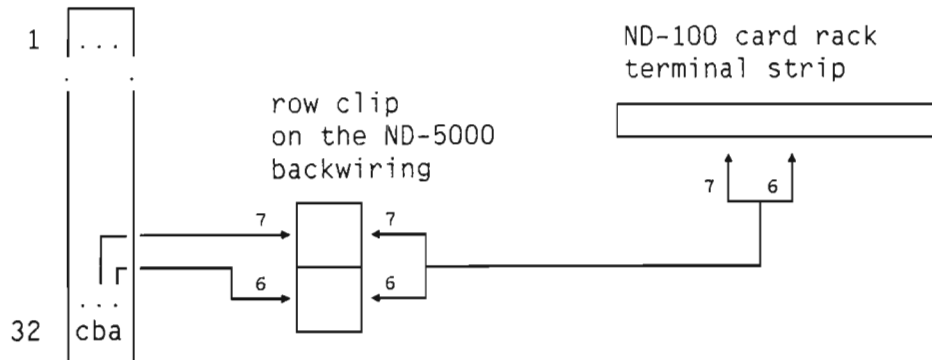 1
...
ND-100 card rack
terminal strip
row clip
on the ND-5000
backwiring
7
6
7
7
6
6
...
32
cba